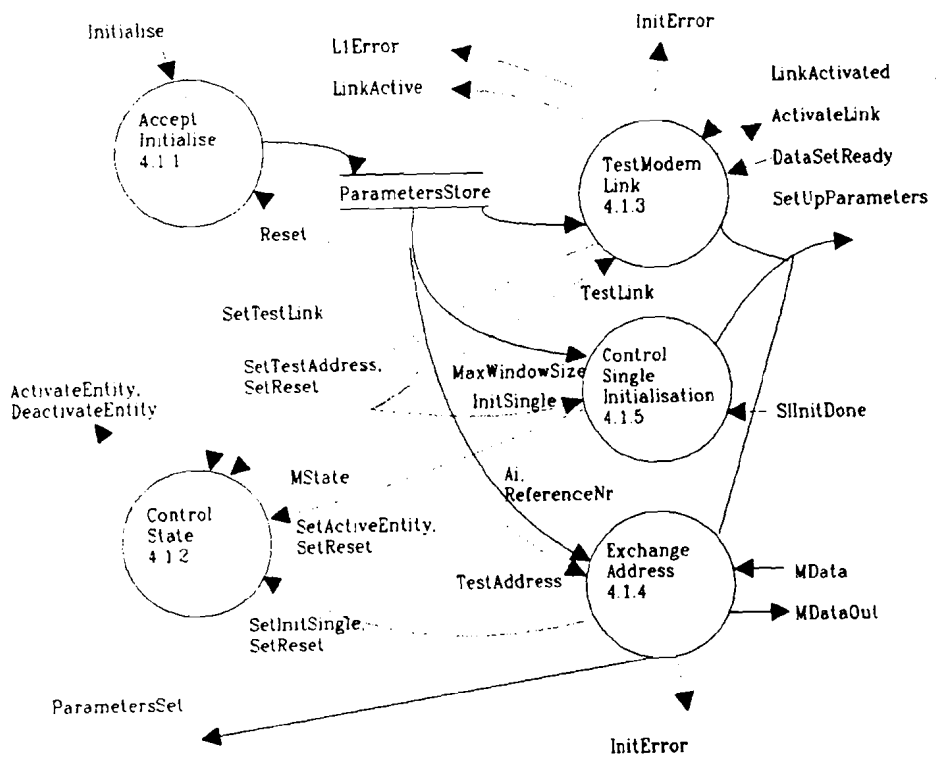 Initialise
L1Error
LinkActive
InitError
LinkActivated
ActivateLink
DataSetReady
SetUpParameters
Accept
Initialise
4.1.1
ParametersStore
TestModem
Link
4.1.3
Reset
TestLink
SetTestLink
SetTestAddress,
SetReset
MaxWindowSize
InitSingle
Control
Single
Initialisation
4.1.5
SIInitDone
ActivateEntity,
DeactivateEntity
MState
Control
State
4.1.2
SetActiveEntity,
SetReset
Ai,
ReferenceNr
Exchange
Address
4.1.4
TestAddress
MData
MDataOut
SetInitSingle,
SetReset
ParametersSet
InitError